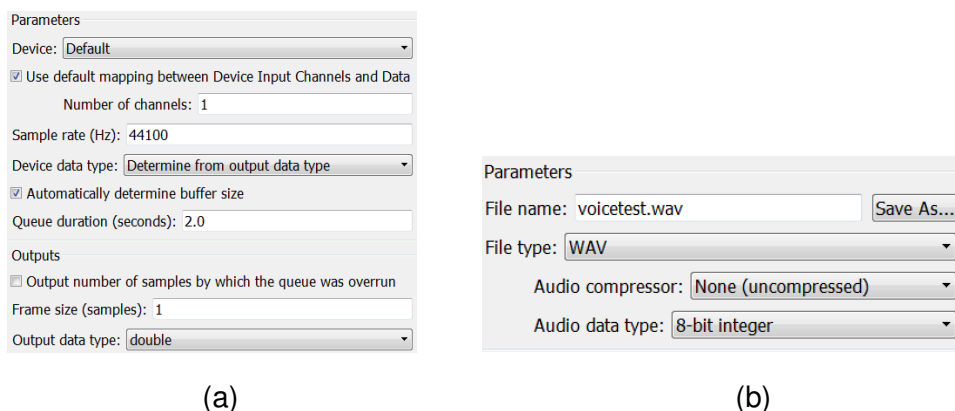 Parameters
Device: Default
Use default mapping between Device Input Channels and Data
Number of channels: 1
Sample rate (Hz): 44100
Device data type: Determine from output data type
Automatically determine buffer size
Queue duration (seconds): 2.0
Outputs
Output number of samples by which the queue was overrun
Frame size (samples): 1
Output data type: double
(a)
Parameters
File name: voicetest.wav Save As...
File type: WAV
Audio compressor: None (uncompressed)
Audio data type: 8-bit integer
(b)